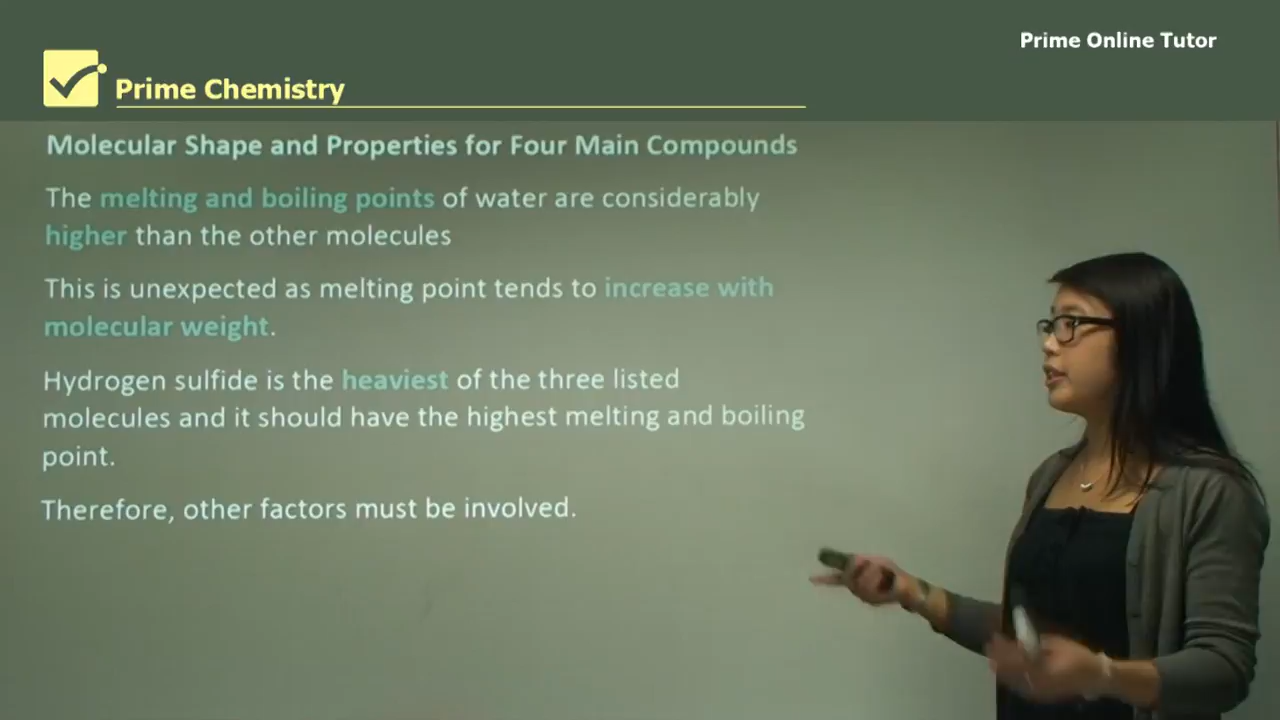 Prime Online Tutor
Prime Chemistry
Molecular Shape and Properties for Four Main Compounds
The melting and boiling points of water are considerably
higher than the other molecules
This is unexpected as melting point tends to increase with
molecular weight.
Hydrogen sulfide is the heaviest of the three listed
molecules and it should have the highest melting and boiling
point.
Therefore, other factors must be involved.